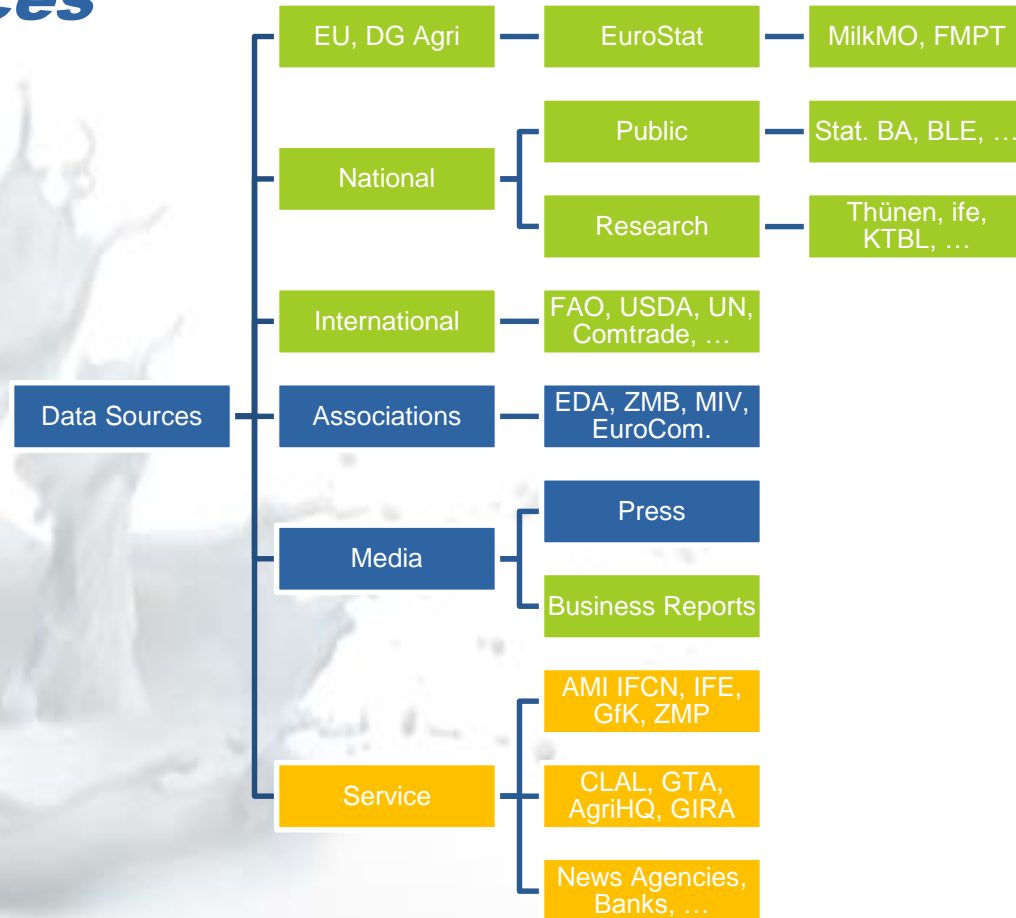 EU, DG Agri
EuroStat
MilkMO, FMPT
National
Public
Stat. BA, BLE, …
Research
Thünen, ife,
KTBL, …
International
FAO, USDA, UN,
Comtrade, …
Data Sources
Associations
EDA, ZMB, MIV,
EuroCom.
Media
Press
Business Reports
Service
AMI IFCN, IFE,
GfK, ZMP
CLAL, GTA,
AgriHQ, GIRA
News Agencies,
Banks, …